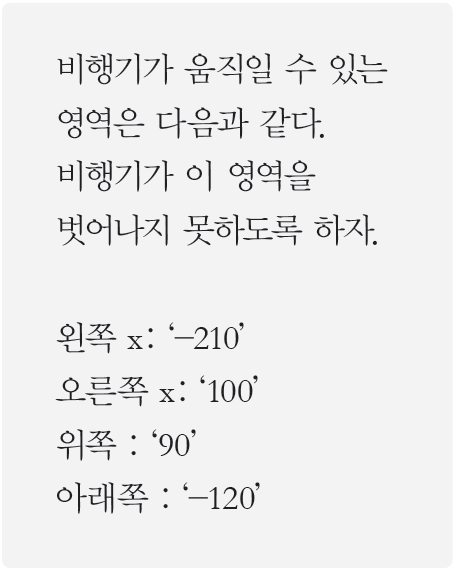 비행기가 움직일 수 있는
영역은 다음과 같다.
비행기가 이 영역을
벗어나지 못하도록 하자.
왼쪽 x: ‘–210’
오른쪽 x: ‘100’
위쪽 : ‘90’
아래쪽 : ‘–120’